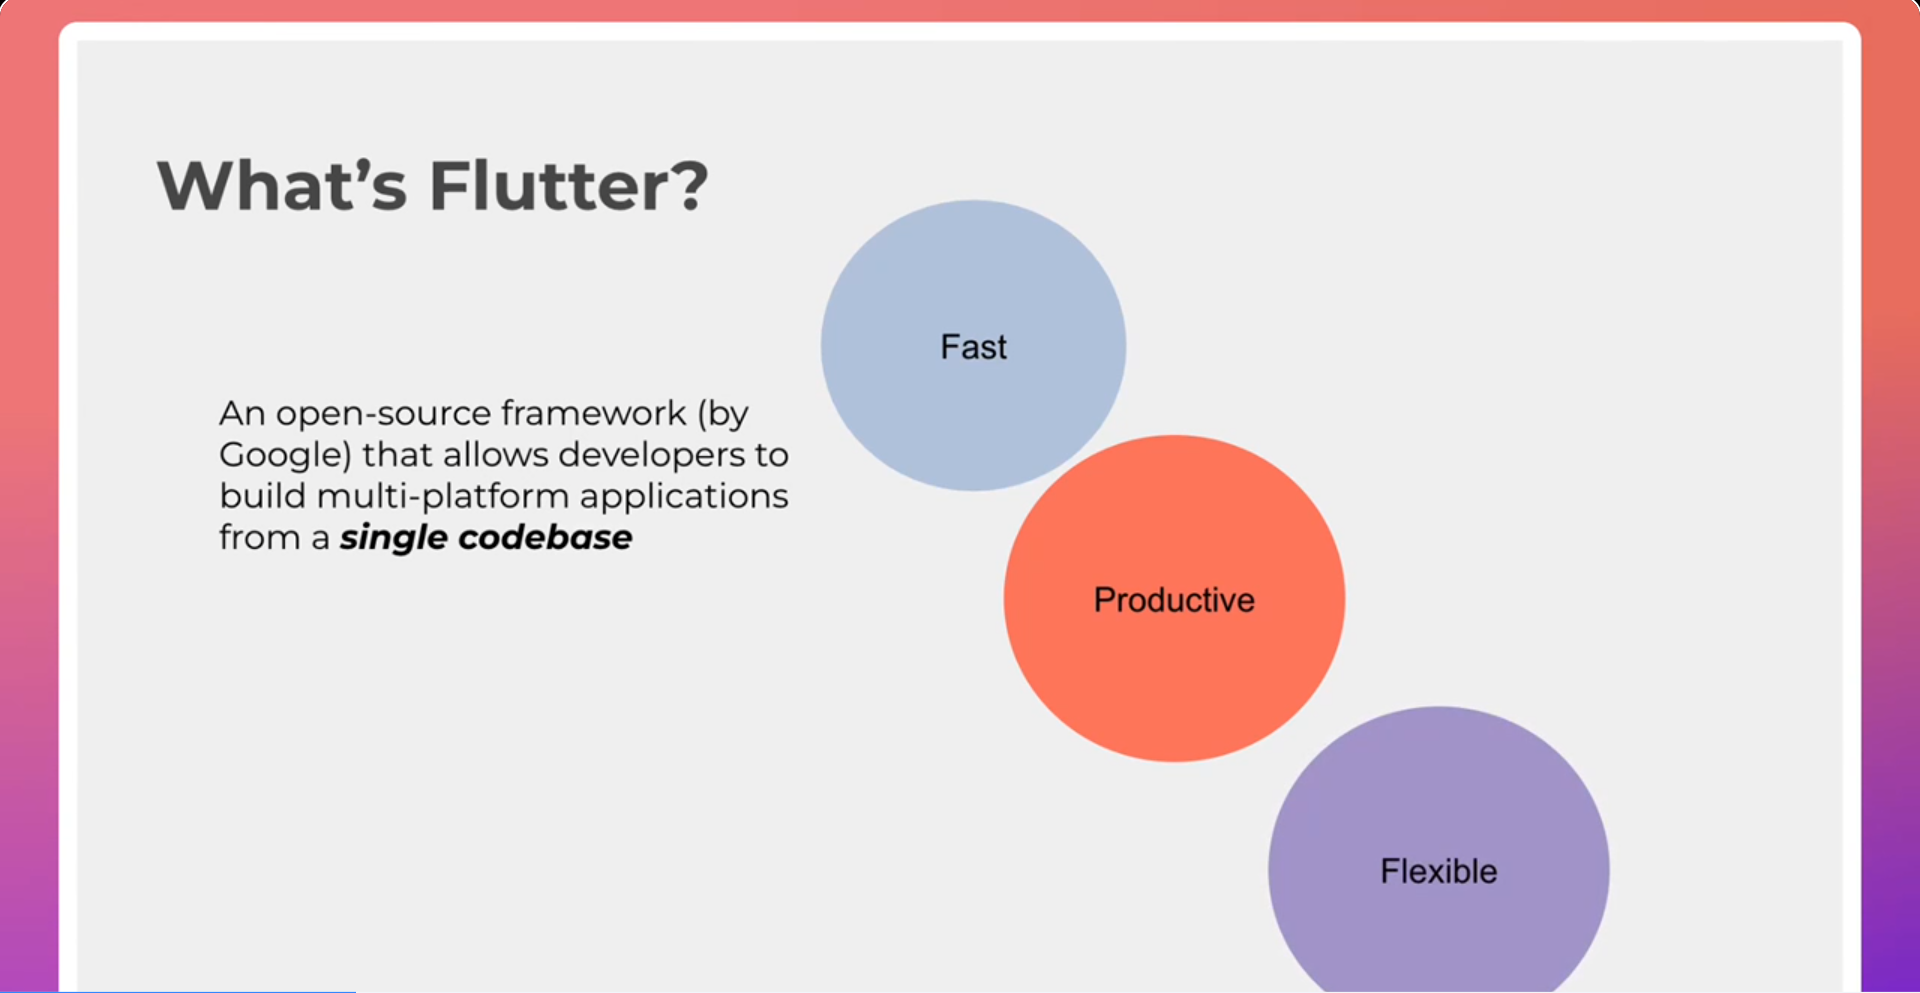 What’s Flutter?
An open-source framework (by
Google) that allows developers to
build multi-platform applications
from a single codebase
Fast
Productive
Flexible